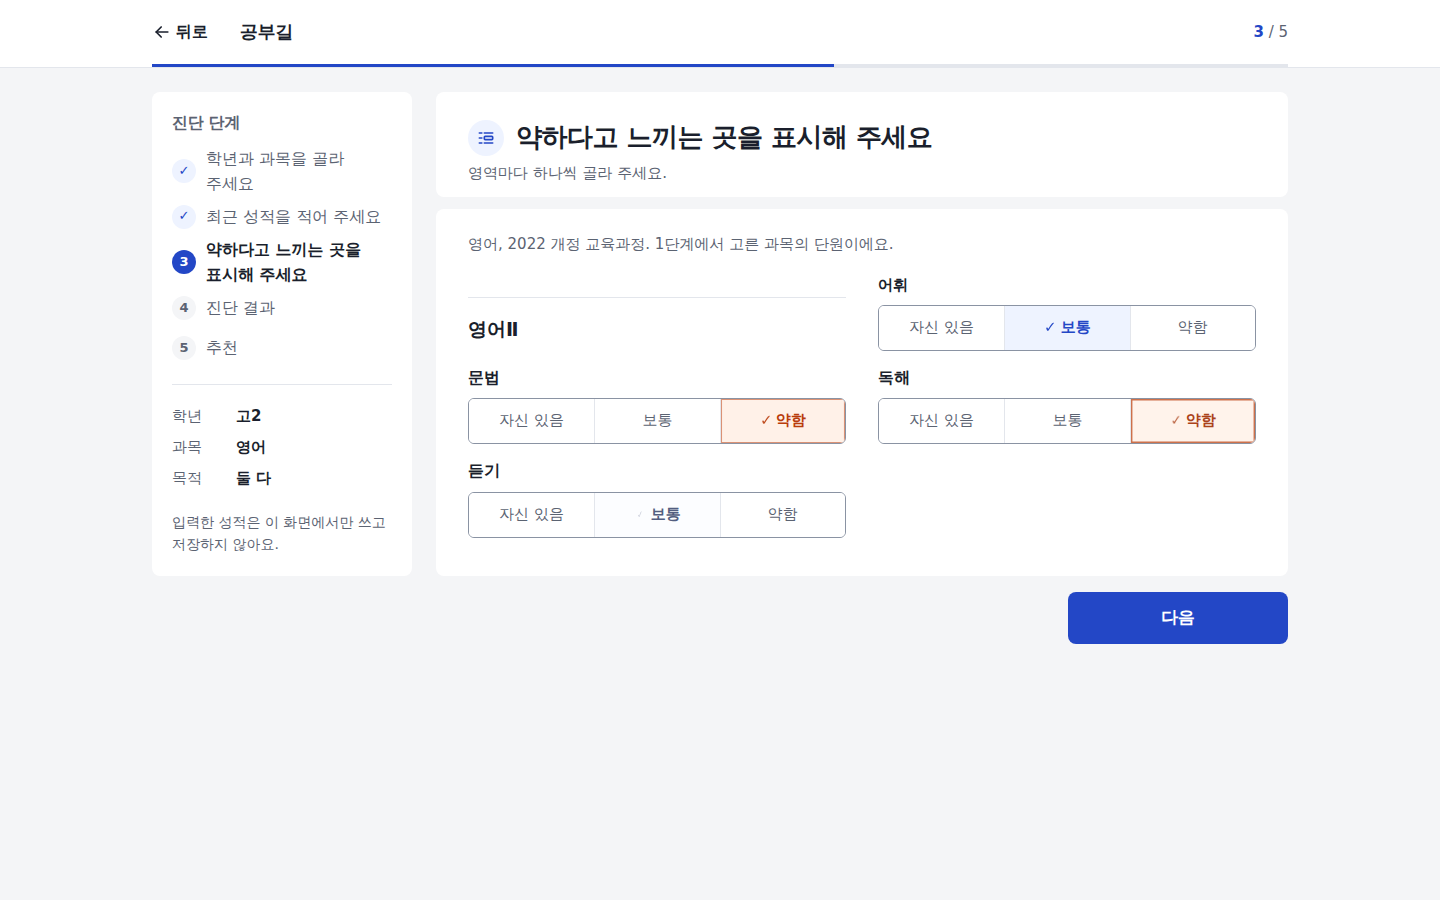 뒤로
공부길
3 / 5
진단 단계
✓ 학년과 과목을 골라
주세요
✓ 최근 성적을 적어 주세요
3 약하다고 느끼는 곳을
표시해 주세요
4 진단 결과
5 추천
학년 고2
과목 영어
목적 둘 다
입력한 성적은 이 화면에서만 쓰고
저장하지 않아요.
약하다고 느끼는 곳을 표시해 주세요
영역마다 하나씩 골라 주세요.
영어, 2022 개정 교육과정. 1단계에서 고른 과목의 단원이에요.
영어Ⅱ
어휘
자신 있음 ✓ 보통 약함
문법
자신 있음 보통 ✓ 약함
독해
자신 있음 보통 ✓ 약함
듣기
자신 있음 ✓ 보통 약함
다음